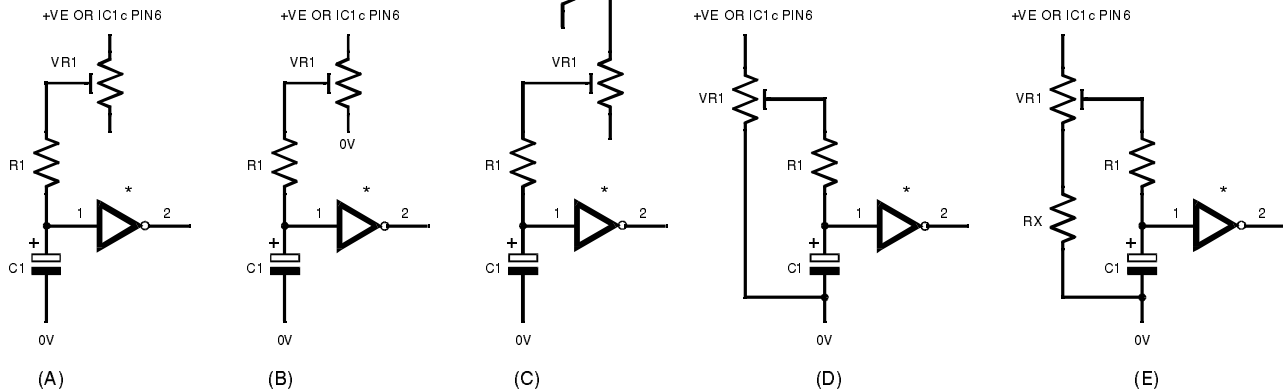 +VE OR IC1c PIN6 +VE OR IC1c PIN6 +VE OR IC1c PIN6 +VE OR IC1c PIN6
VR1 VR1 VR1
VR1 VR1
0V
R1 R1 R1 R1 R1
* * * * *
1 2 1 2 1 2 1 2 1 2
RX
+ + + + +
C1 C1 C1 C1 C1
0V 0V 0V 0V 0V
(A) (B) (C) (D) (E)